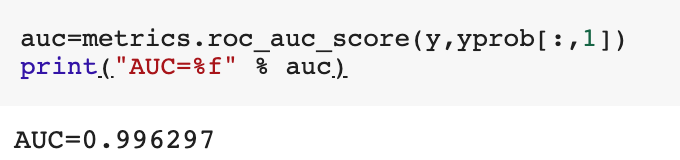 auc=metrics.roc_auc_score(y,yprob[:,1])
print("AUC=%f" % auc)
AUC=0.996297